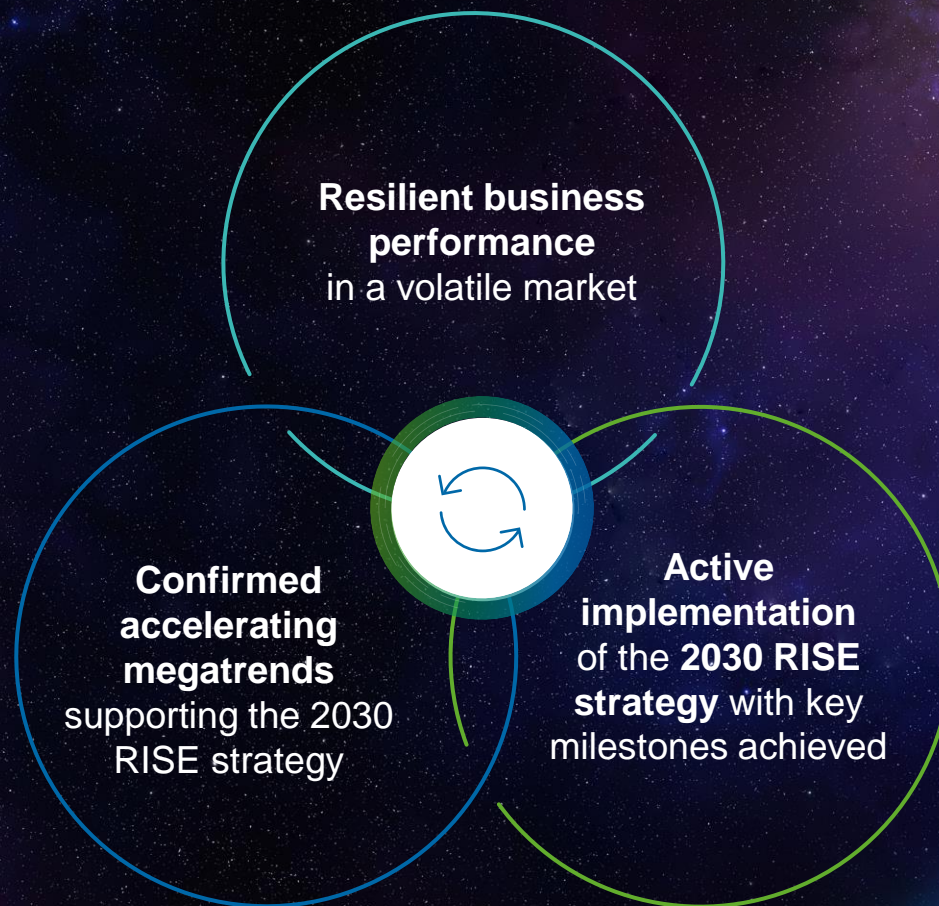 Resilient business
performance
in a volatile market
Confirmed
accelerating
megatrends
supporting the 2030
RISE strategy
Active
implementation
of the 2030 RISE
strategy with key
milestones achieved